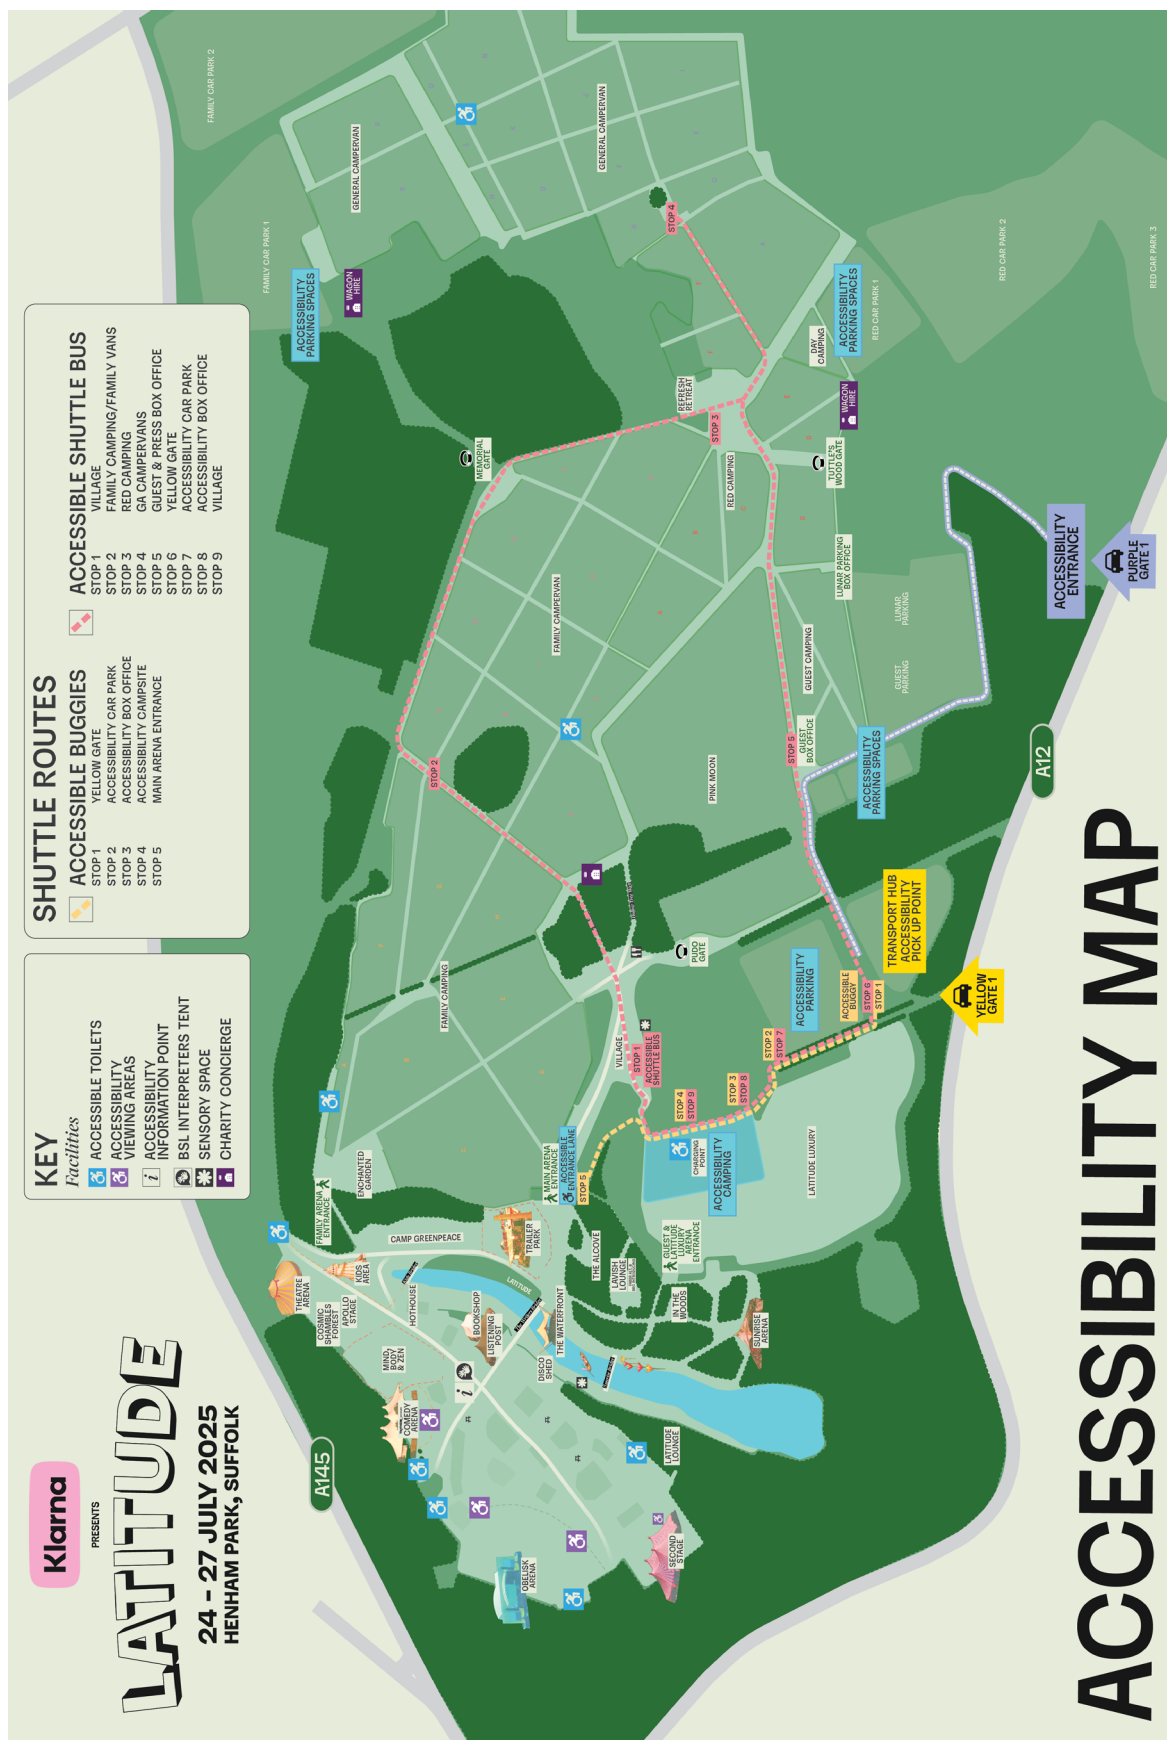 Klarna
PRESENTS
LATITUDE
24 – 27 JULY 2025
HENHAM PARK, SUFFOLK
KEY
Facilities
ACCESSIBLE TOILETS
ACCESSIBILITY
VIEWING AREAS
ACCESSIBILITY
INFORMATION POINT
BSL INTERPRETERS TENT
SENSORY SPACE
CHARITY CONCIERGE
SHUTTLE ROUTES
ACCESSIBLE BUGGIES
STOP 1 YELLOW GATE
STOP 2 ACCESSIBILITY CAR PARK
STOP 3 ACCESSIBILITY BOX OFFICE
STOP 4 ACCESSIBILITY CAMPSITE
STOP 5 MAIN ARENA ENTRANCE
ACCESSIBLE SHUTTLE BUS
STOP 1 VILLAGE
STOP 2 FAMILY CAMPING/FAMILY VANS
STOP 3 RED CAMPING
STOP 4 GA CAMPERVANS
STOP 5 GUEST & PRESS BOX OFFICE
STOP 6 YELLOW GATE
STOP 7 ACCESSIBILITY CAR PARK
STOP 8 ACCESSIBILITY BOX OFFICE
STOP 9 VILLAGE
A145
THEATRE
ARENA
KIDS
AREA
COSMIC
SHAMBLES
FOREST
APOLLO
STAGE
HOTHOUSE
MIND,
BODY
& ZEN
COMEDY
ARENA
i
BOOKSHOP
LISTENING
POST
LATITUDE
THE WATERFRONT
DISCO
SHED
OBELISK
ARENA
SECOND
STAGE
LATITUDE
LOUNGE
SUNRISE
ARENA
IN THE
WOODS
LAVISH
LOUNGE
THE ALCOVE
GUEST &
LATITUDE
LUXURY
ARENA
ENTRANCE
TRAILER
PARK
CAMP GREENPEACE
FAMILY ARENA
ENTRANCE
ENCHANTED
GARDEN
MAIN ARENA
ENTRANCE
ACCESSIBLE
ENTRANCE LANE
STOP 5
CHARGING
POINT
ACCESSIBILITY
CAMPING
LATITUDE LUXURY
STOP 4
STOP 9
STOP 3
STOP 8
STOP 2
STOP 7
STOP 1
ACCESSIBLE
SHUTTLE BUS
VILLAGE
FAMILY CAMPING
PUDO
GATE
ACCESSIBILITY
PARKING
ACCESSIBLE
BUGGY
STOP 6
STOP 1
TRANSPORT HUB
ACCESSIBILITY
PICK UP POINT
YELLOW
GATE 1
STOP 2
PINK MOON
STOP 5
GUEST
BOX OFFICE
ACCESSIBILITY
PARKING SPACES
A12
FAMILY CAMPERVAN
GUEST CAMPING
GUEST
PARKING
LUNAR
PARKING
LUNAR PARKING
BOX OFFICE
ACCESSIBILITY
ENTRANCE
PURPLE
GATE 1
MEMORIAL
GATE
RED CAMPING
STOP 3
REFRESH
RETREAT
TUTTLE'S
WOOD GATE
WAGON
HIRE
DAY
CAMPING
ACCESSIBILITY
PARKING SPACES
RED CAR PARK 1
RED CAR PARK 2
RED CAR PARK 3
STOP 4
ACCESSIBILITY
PARKING SPACES
WAGON
HIRE
FAMILY CAR PARK 1
FAMILY CAR PARK 2
GENERAL CAMPERVAN
GENERAL CAMPERVAN
ACCESSIBILITY MAP